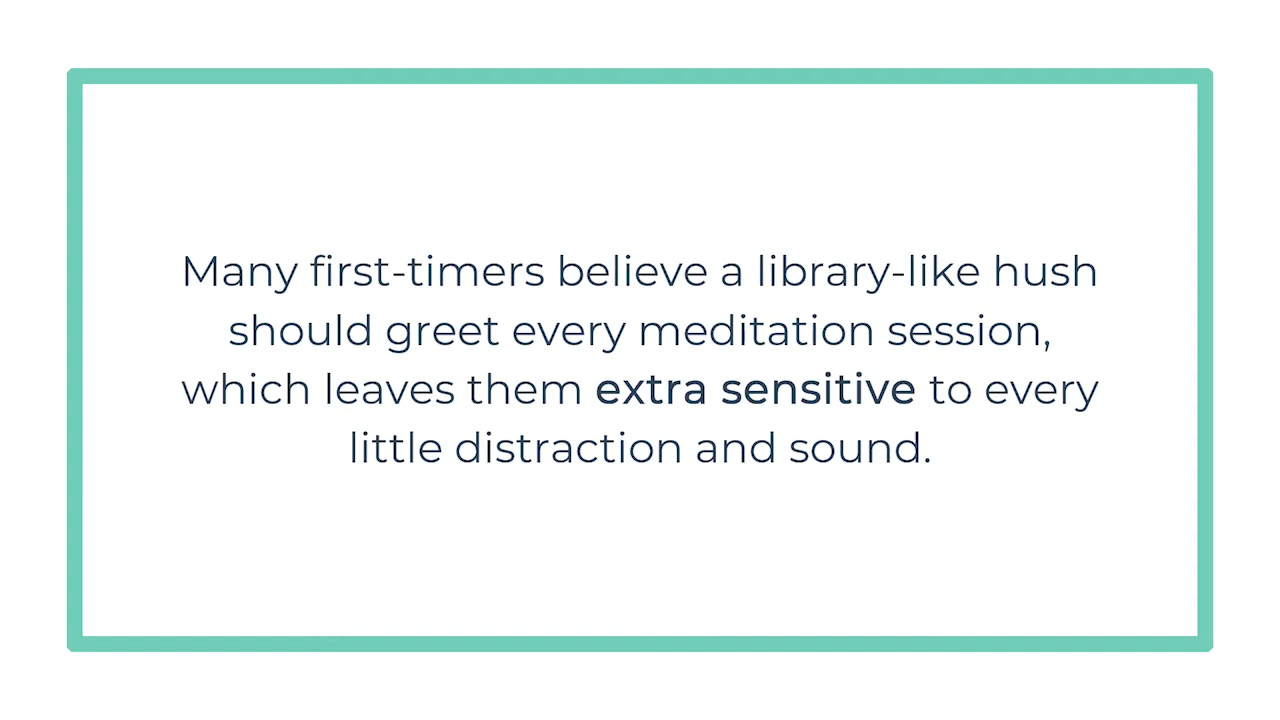 Many first-timers believe a library-like hush
should greet every meditation session,
which leaves them extra sensitive to every
little distraction and sound.